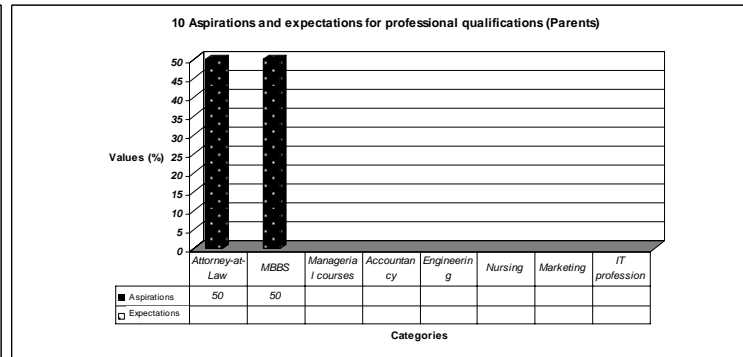 10 Aspirations and expectations for professional qualifications (Parents)
50
45
40
35
30
25
20
15
10
5
0
Values (%)
Attorney-at-
Law
MBBS
Manageria
l courses
Accountan
cy
Engineerin
g
Nursing
Marketing
IT
profession
Aspirations 50 50
Expectations
Categories